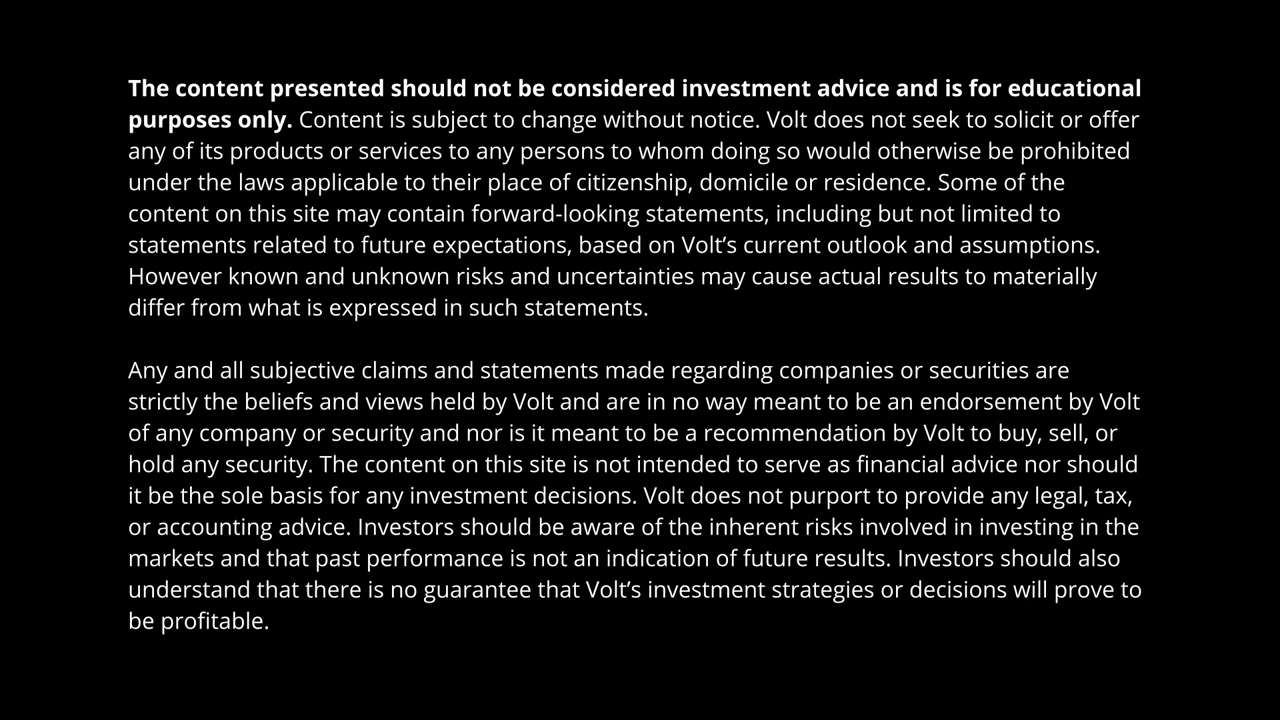 The content presented should not be considered investment advice and is for educational
purposes only. Content is subject to change without notice. Volt does not seek to solicit or offer
any of its products or services to any persons to whom doing so would otherwise be prohibited
under the laws applicable to their place of citizenship, domicile or residence. Some of the
content on this site may contain forward-looking statements, including but not limited to
statements related to future expectations, based on Volt’s current outlook and assumptions.
However known and unknown risks and uncertainties may cause actual results to materially
differ from what is expressed in such statements.
Any and all subjective claims and statements made regarding companies or securities are
strictly the beliefs and views held by Volt and are in no way meant to be an endorsement by Volt
of any company or security and nor is it meant to be a recommendation by Volt to buy, sell, or
hold any security. The content on this site is not intended to serve as financial advice nor should
it be the sole basis for any investment decisions. Volt does not purport to provide any legal, tax,
or accounting advice. Investors should be aware of the inherent risks involved in investing in the
markets and that past performance is not an indication of future results. Investors should also
understand that there is no guarantee that Volt’s investment strategies or decisions will prove to
be profitable.